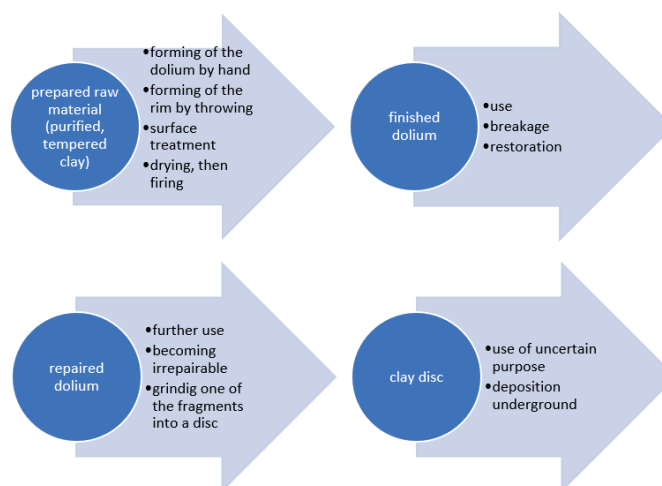 prepared raw
material
(purified,
tempered
clay)
•forming of the
dolium by hand
•forming of the
rim by throwing
•surface
treatment
•drying, then
firing
finished
dolium
•use
•breakage
•restoration
repaired
dolium
•further use
•becoming
irrepairable
•grindig one of
the fragments
into a disc
clay disc
•use of uncertain
purpose
•deposition
underground